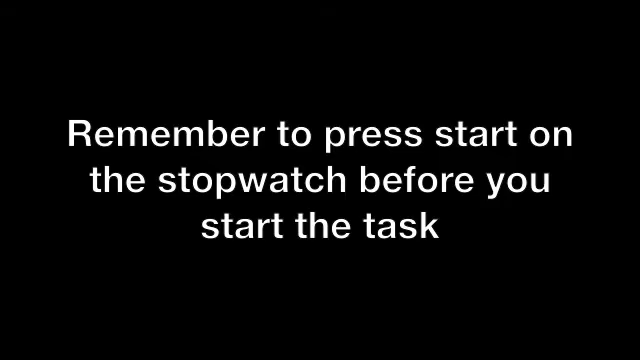 Remember to press start on
the stopwatch before you
start the task